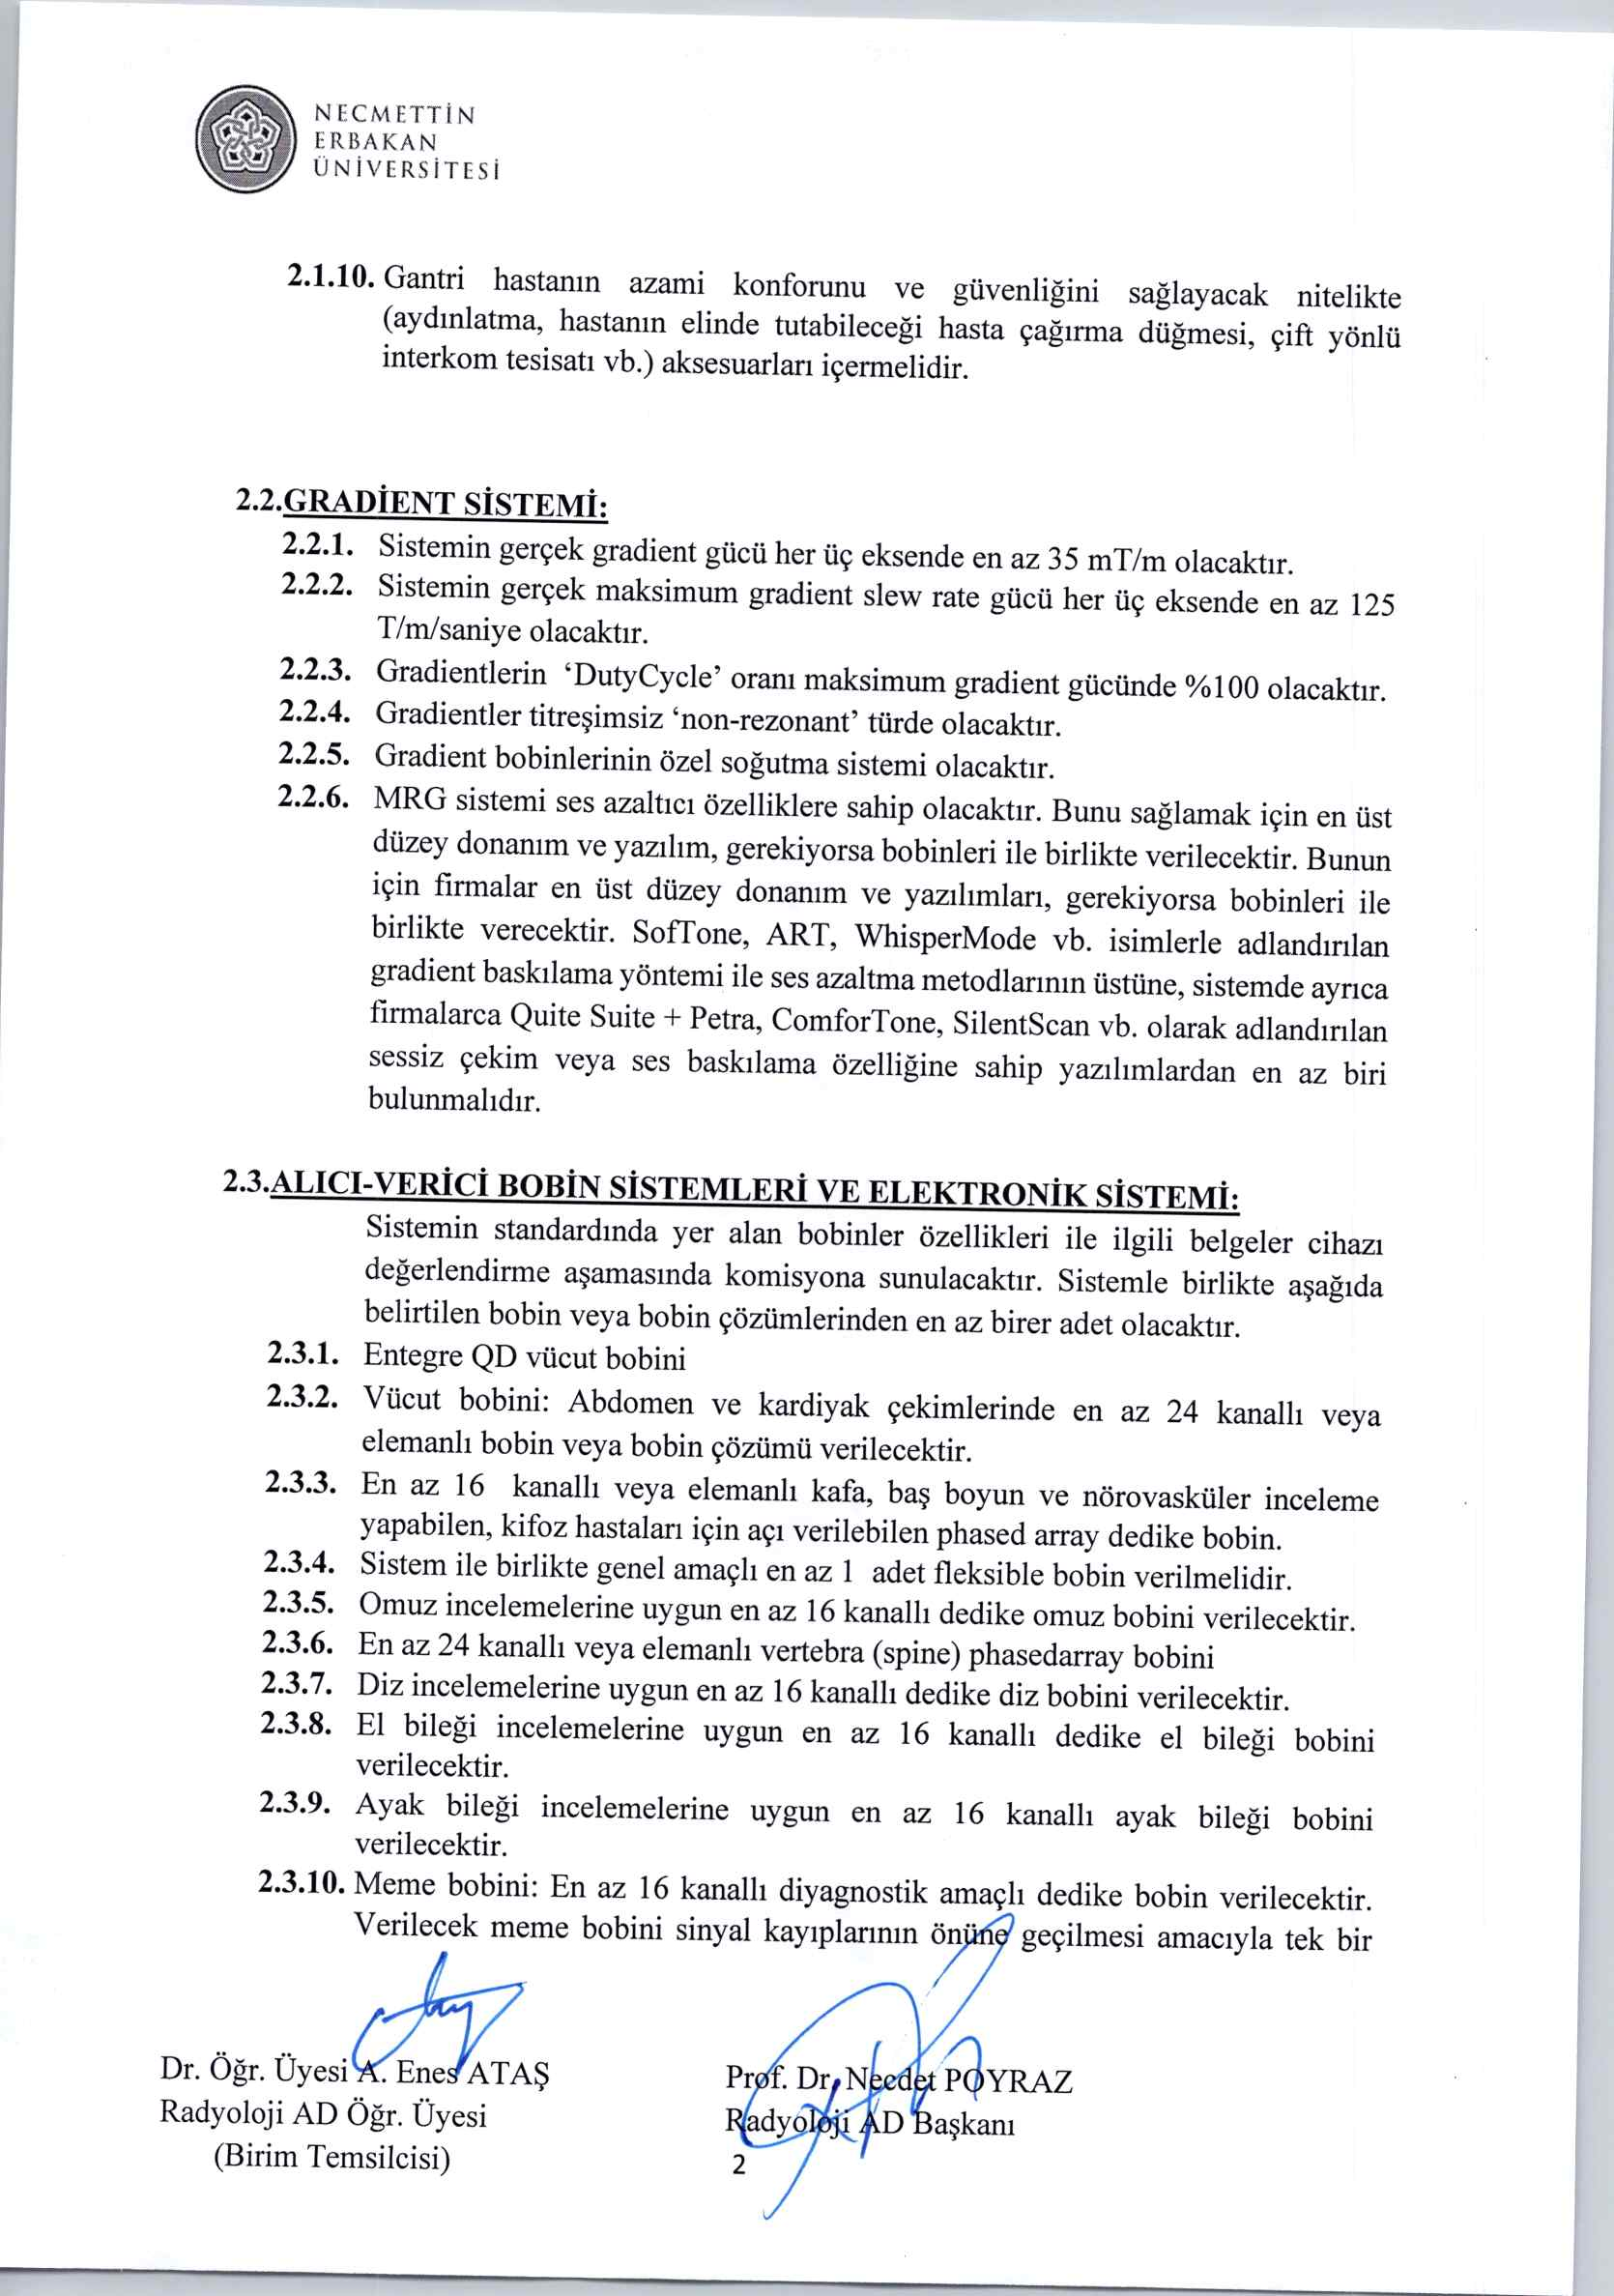 NECMETTİN
ERBAKAN
ÜNİVERSİTESİ
2.1.10. Gantri hastanın azami konforunu ve güvenliğini sağlayacak nitelikte
(aydınlatma, hastanın elinde tutabileceği hasta çağırma düğmesi, çift yönlü
interkom tesisatı vb.) aksesuarları içermelidir.
2.2.GRADİENT SİSTEMİ:
2.2.1. Sistemin gerçek gradient gücü her üç eksende en az 35 mT/m olacaktır.
2.2.2. Sistemin gerçek maksimum gradient slew rate gücü her üç eksende en az 125
T/m/saniye olacaktır.
2.2.3. Gradientlerin ‘DutyCycle’ oranı maksimum gradient gücünde %100 olacaktır.
2.2.4. Gradientler titreşimsiz ‘non-rezonant’ türde olacaktır.
2.2.5. Gradient bobinlerinin özel soğutma sistemi olacaktır.
2.2.6. MRG sistemi ses azaltıcı özelliklere sahip olacaktır. Bunu sağlamak için en üst
düzey donanım ve yazılım, gerekiyorsa bobinleri ile birlikte verilecektir. Bunun
için firmalar en üst düzey donanım ve yazılımları, gerekiyorsa bobinleri ile
birlikte verecektir. SofTone, ART, WhisperMode vb. isimlerle adlandırılan
gradient baskılama yöntemi ile ses azaltma metodlarının üstüne, sistemde ayrıca
firmalarca Quite Suite + Petra, ComforTone, SilentScan vb. olarak adlandırılan
sessiz çekim veya ses baskılama özelliğine sahip yazılımlardan en az biri
bulunmalıdır.
2.3.ALICI-VERİCİ BOBİN SİSTEMLERİ VE ELEKTRONİK SİSTEMİ:
Sistemin standardında yer alan bobinler özellikleri ile ilgili belgeler cihazı
değerlendirme aşamasında komisyona sunulacaktır. Sistemle birlikte aşağıda
belirtilen bobin veya bobin çözümlerinden en az birer adet olacaktır.
2.3.1. Entegre QD vücut bobini
2.3.2. Vücut bobini: Abdomen ve kardiyak çekimlerinde en az 24 kanallı veya
elemanlı bobin veya bobin çözümü verilecektir.
2.3.3. En az 16 kanallı veya elemanlı kafa, baş boyun ve nörovasküler inceleme
yapabilen, kifoz hastaları için açı verilebilen phased array dedike bobin.
2.3.4. Sistem ile birlikte genel amaçlı en az 1 adet fleksible bobin verilmelidir.
2.3.5. Omuz incelemelerine uygun en az 16 kanallı dedike omuz bobini verilecektir.
2.3.6. En az 24 kanallı veya elemanlı vertebra (spine) phasedarray bobini
2.3.7. Diz incelemelerine uygun en az 16 kanallı dedike diz bobini verilecektir.
2.3.8. El bileği incelemelerine uygun en az 16 kanallı dedike el bileği bobini
verilecektir.
2.3.9. Ayak bileği incelemelerine uygun en az 16 kanallı ayak bileği bobini
verilecektir.
2.3.10. Meme bobini: En az 16 kanallı diyagnostik amaçlı dedike bobin verilecektir.
Verilecek meme bobini sinyal kayıplarının önüne geçilmesi amacıyla tek bir
Dr. Öğr. Üyesi A. Enes ATAŞ
Radyoloji AD Öğr. Üyesi
(Birim Temsilcisi)
Prof. Dr. Necdet POYRAZ
Radyoloji AD Başkanı
2